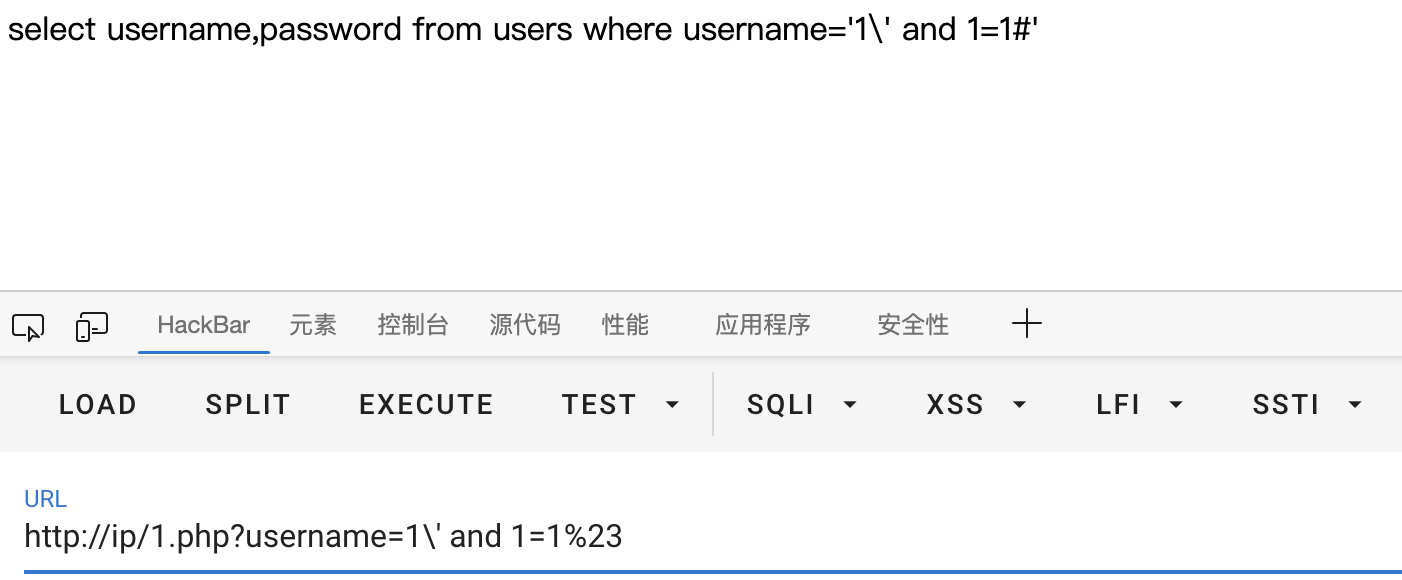 select username,password from users where username='1\' and 1=1#'
HackBar 元素 控制台 源代码 性能 应用程序 安全性
LOAD SPLIT EXECUTE TEST SQLI XSS LFI SSTI
URL
http://ip/1.php?username=1\' and 1=1%23